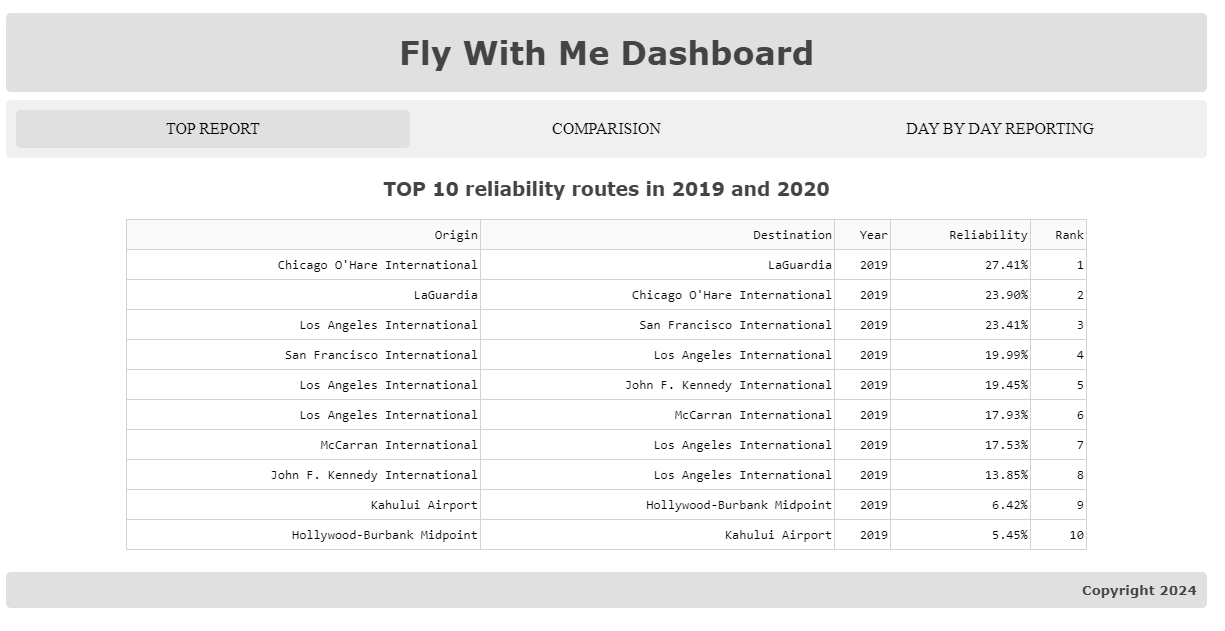 Fly With Me Dashboard
TOP REPORT COMPARISION DAY BY DAY REPORTING
TOP 10 reliability routes in 2019 and 2020
Origin Destination Year Reliability Rank
Chicago O'Hare International LaGuardia 2019 27.41% 1
LaGuardia Chicago O'Hare International 2019 23.90% 2
Los Angeles International San Francisco International 2019 23.41% 3
San Francisco International Los Angeles International 2019 19.99% 4
Los Angeles International John F. Kennedy International 2019 19.45% 5
Los Angeles International McCarran International 2019 17.93% 6
McCarran International Los Angeles International 2019 17.53% 7
John F. Kennedy International Los Angeles International 2019 13.85% 8
Kahului Airport Hollywood-Burbank Midpoint 2019 6.42% 9
Hollywood-Burbank Midpoint Kahului Airport 2019 5.45% 10
Copyright 2024